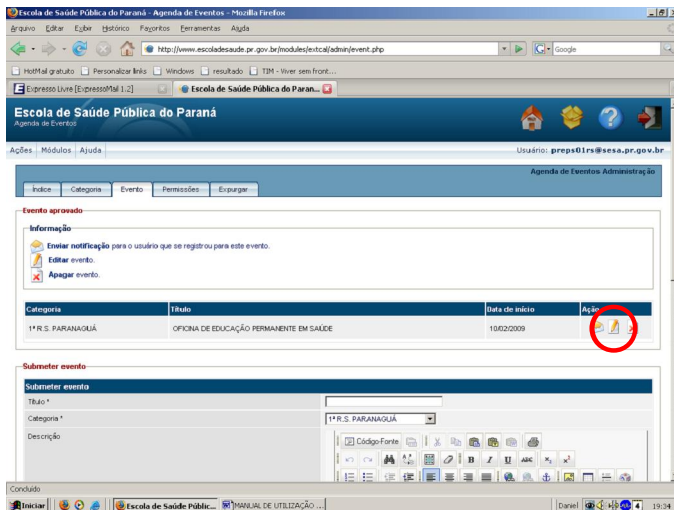 Escola de Saúde Pública do Paraná - Agenda de Eventos - Mozilla Firefox
Arquivo Editar Exibir Histórico Favoritos Ferramentas Ajuda
http://www.escoladesaude.pr.gov.br/modules/extcal/admin/event.php
Google
HotMail gratuito Personalizar links Windows resultado TIM - Viver sem front...
Expresso Livre [ExpressoMail 1.2] Escola de Saúde Pública do Paran...
Escola de Saúde Pública do Paraná
Agenda de Eventos
Ações Módulos Ajuda Usuário: preps01rs@sesa.pr.gov.br
Agenda de Eventos Administração
Índice Categoria Evento Permissões Expurgar
Evento aprovado
Informação
Enviar notificação para o usuário que se registrou para este evento.
Editar evento.
Apagar evento.
Categoria Título Data de início Ação
1ª R.S. PARANAGUÁ OFICINA DE EDUCAÇÃO PERMANENTE EM SAÚDE 10/02/2009
Submeter evento
Submeter evento
Título *
Categoria * 1ª R.S. PARANAGUÁ
Descrição Código-Fonte
B I U ABC x₂ x²
Concluído
Iniciar Escola de Saúde Públic... MANUAL DE UTILIZAÇÃO ... Daniel 19:34